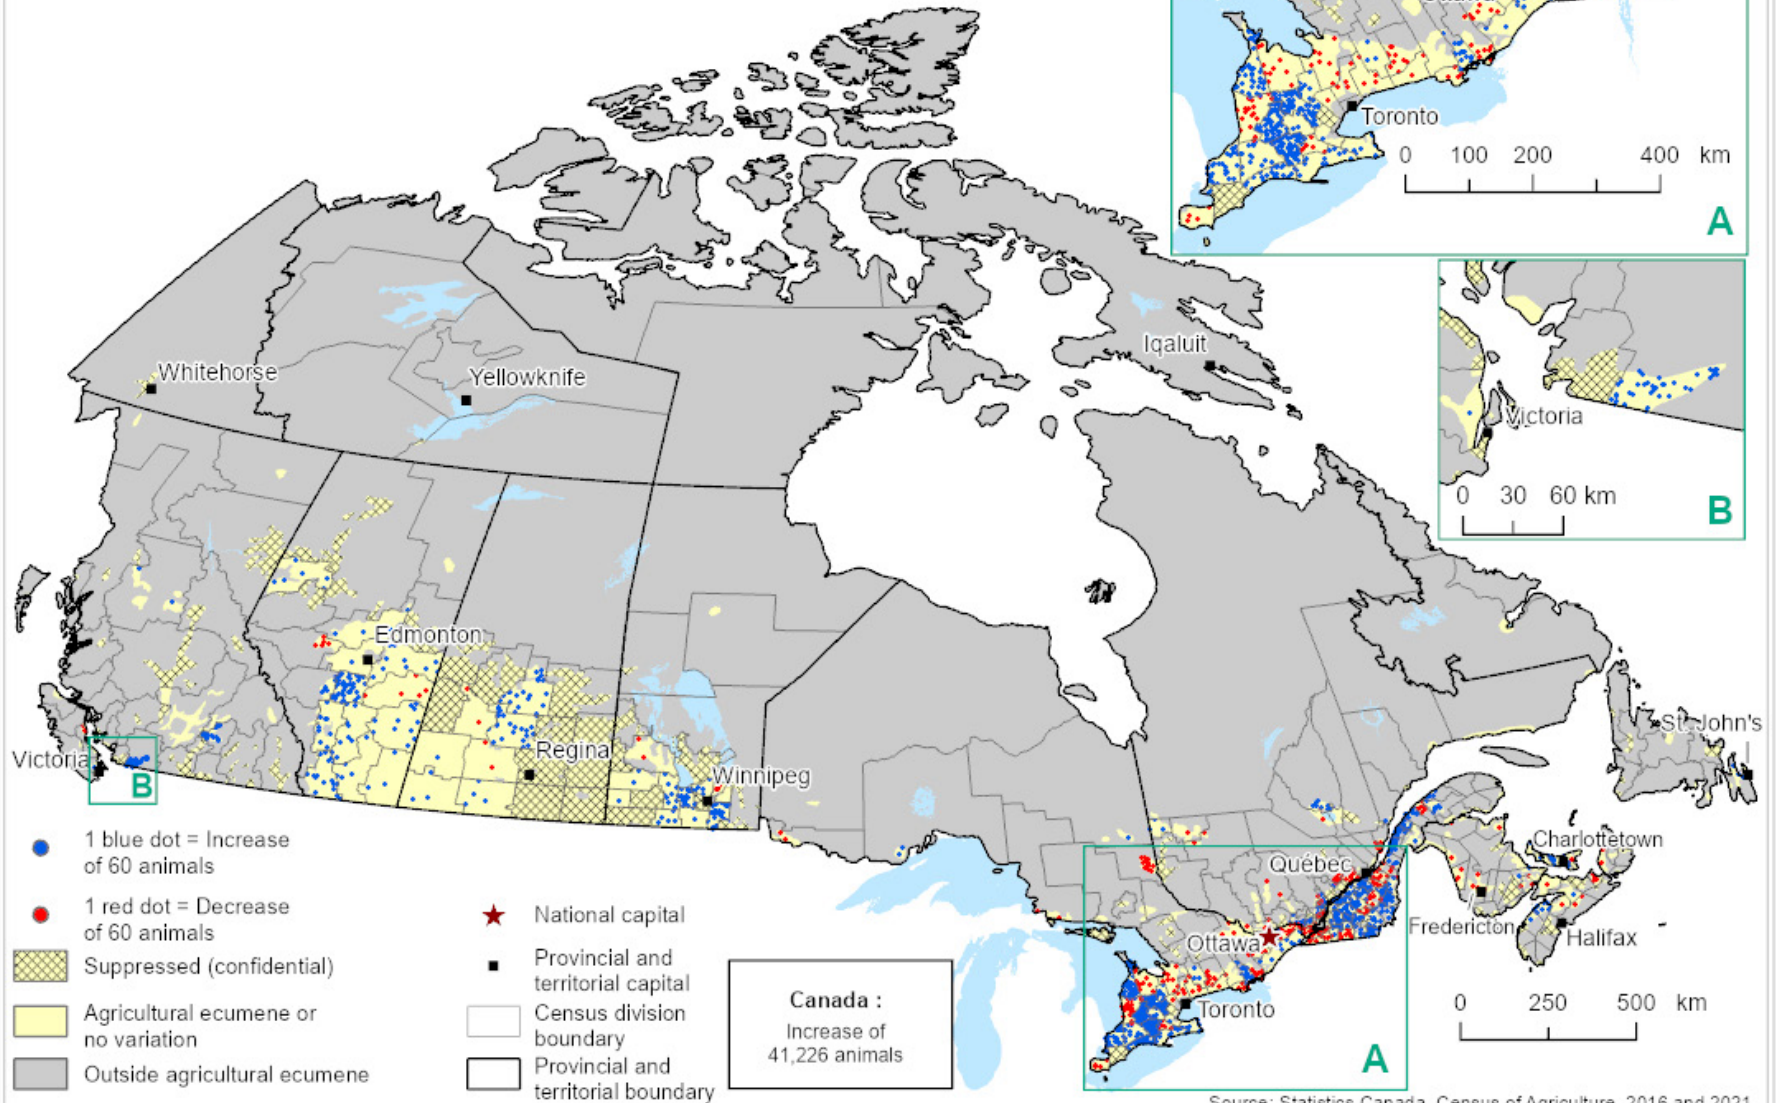 Toronto
0 100 200 400 km
A
Whitehorse
Yellowknife
Iqaluit
Victoria
0 30 60 km
B
Edmonton
Regina
Winnipeg
Victoria
B
St. John's
Charlottetown
Québec
Fredericton
Halifax
Ottawa
Toronto
A
0 250 500 km
1 blue dot = Increase
of 60 animals
1 red dot = Decrease
of 60 animals
Suppressed (confidential)
Agricultural ecumene or
no variation
Outside agricultural ecumene
National capital
Provincial and
territorial capital
Census division
boundary
Provincial and
territorial boundary
Canada :
Increase of
41,226 animals
Source: Statistics Canada, Census of Agriculture, 2016 and 2021